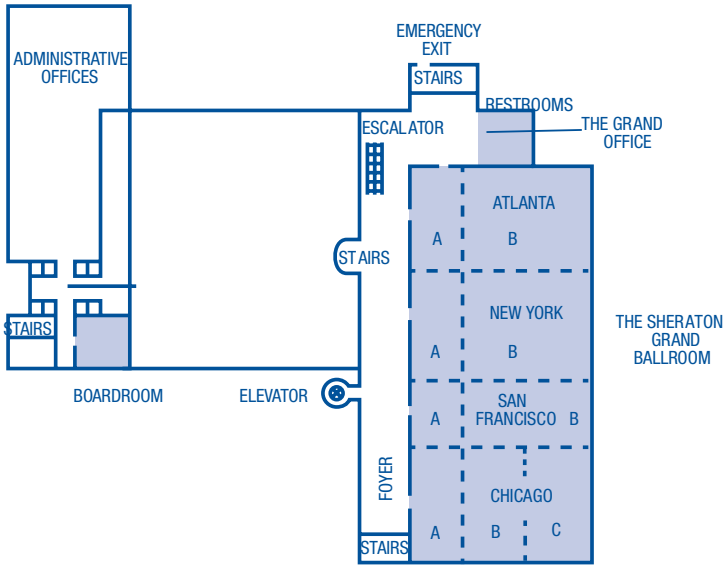 EMERGENCY
EXIT
ADMINISTRATIVE
OFFICES
STAIRS
RESTROOMS
ESCALATOR
THE GRAND
OFFICE
ATLANTA
A
B
STAIRS
NEW YORK
THE SHERATON
GRAND
BALLROOM
STAIRS
A
B
BOARDROOM
ELEVATOR
SAN
FRANCISCO B
A
FOYER
CHICAGO
A
B
C
STAIRS